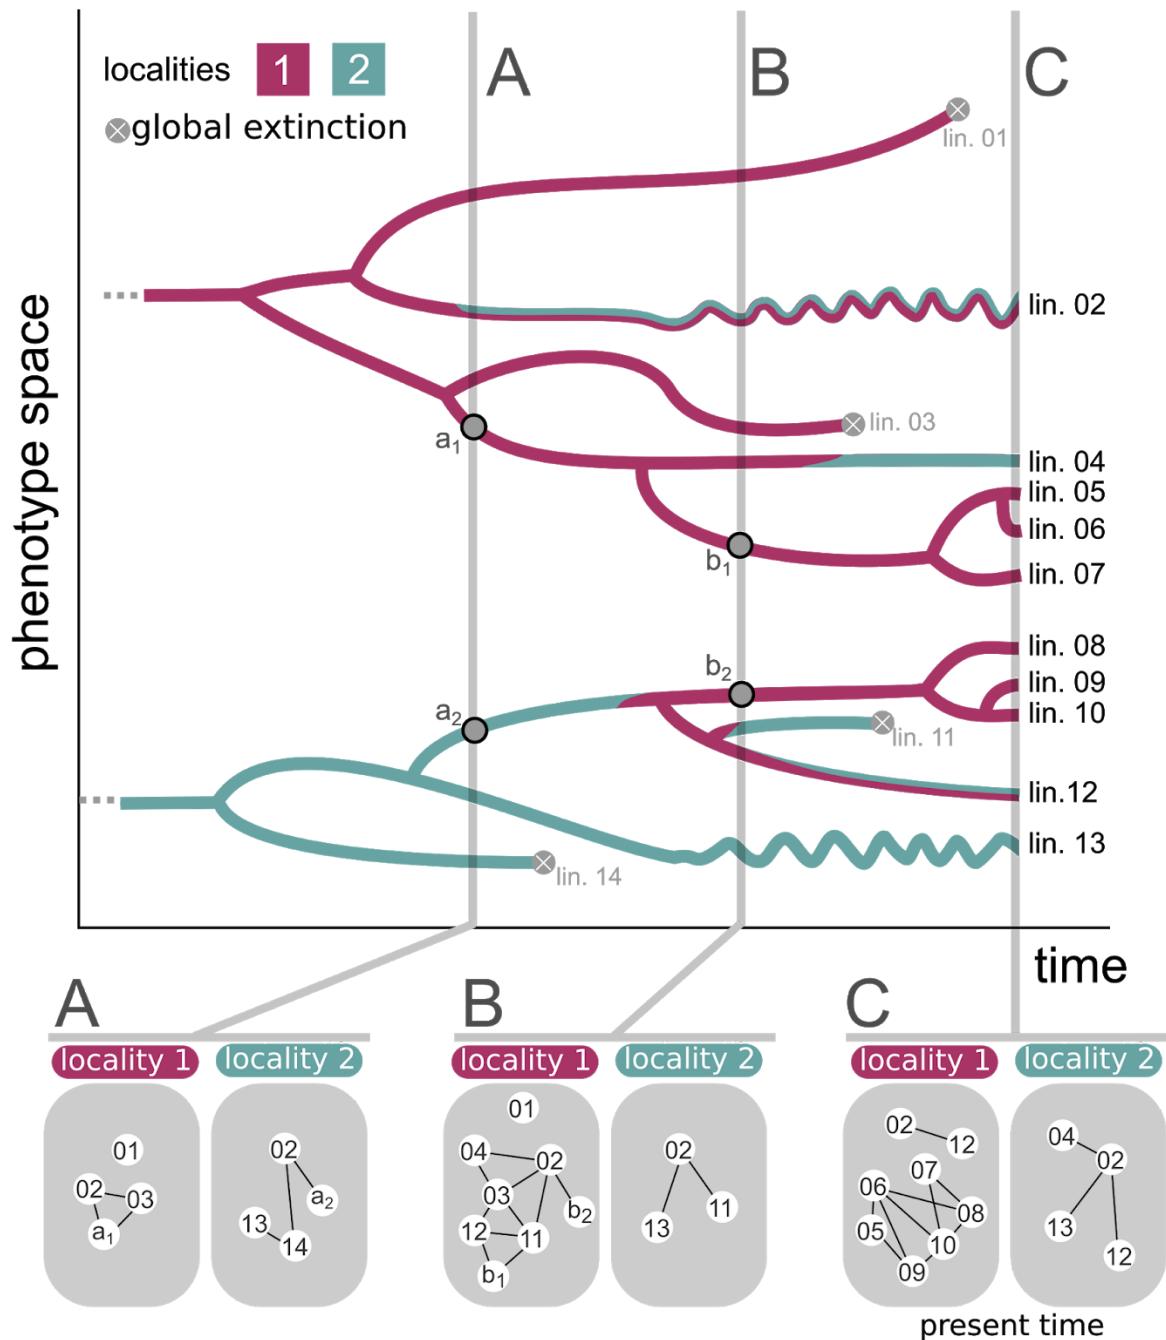 localities 1 2
global extinction
A
B
C
lin. 01
lin. 02
lin. 03
a1
lin. 04
lin. 05
lin. 06
b1
lin. 07
lin. 08
b2
lin. 09
a2
lin. 10
lin. 11
lin.12
lin. 13
lin. 14
phenotype space
time
A
locality 1
locality 2
01
02
03
a1
02
a2
13
14
B
locality 1
locality 2
01
04
02
03
b2
12
11
b1
02
11
13
C
locality 1
locality 2
02
12
07
06
08
05
10
09
04
02
13
12
present time